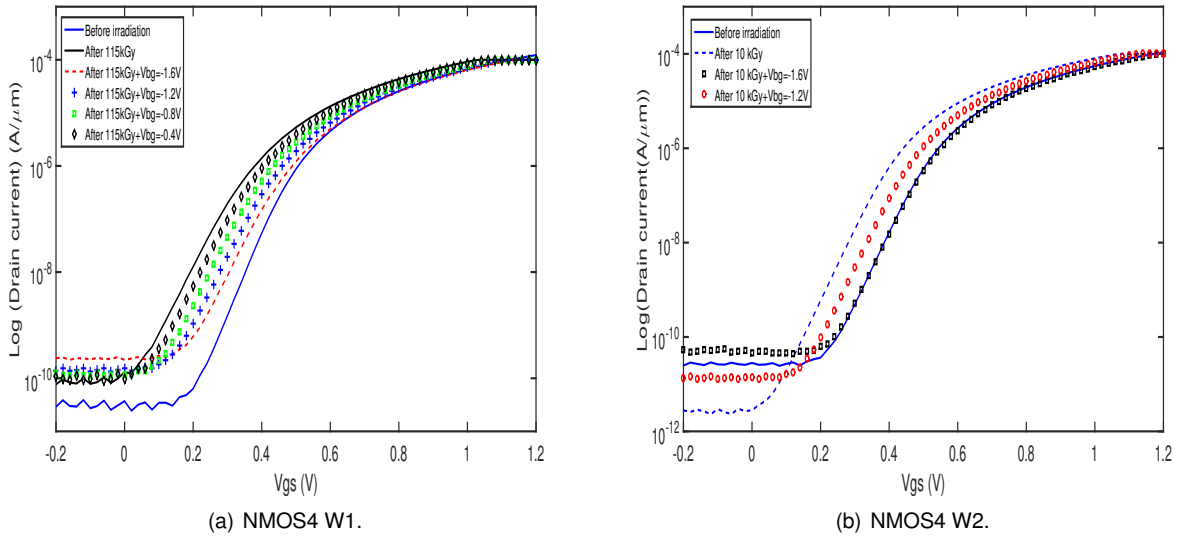 Before irradiation
After 115kGy
After 115kGy+Vbg=-1.6V
After 115kGy+Vbg=-1.2V
After 115kGy+Vbg=-0.8V
After 115kGy+Vbg=-0.4V
Log (Drain current) (A/μm)
10^-4
10^-6
10^-8
10^-10
-0.2 0 0.2 0.4 0.6 0.8 1 1.2
Vgs (V)
(a) NMOS4 W1.
Before irradiation
After 10 kGy
After 10 kGy+Vbg=-1.6V
After 10 kGy+Vbg=-1.2V
Log(Drain current(A/μm))
10^-4
10^-6
10^-8
10^-10
10^-12
-0.2 0 0.2 0.4 0.6 0.8 1 1.2
Vgs (V)
(b) NMOS4 W2.